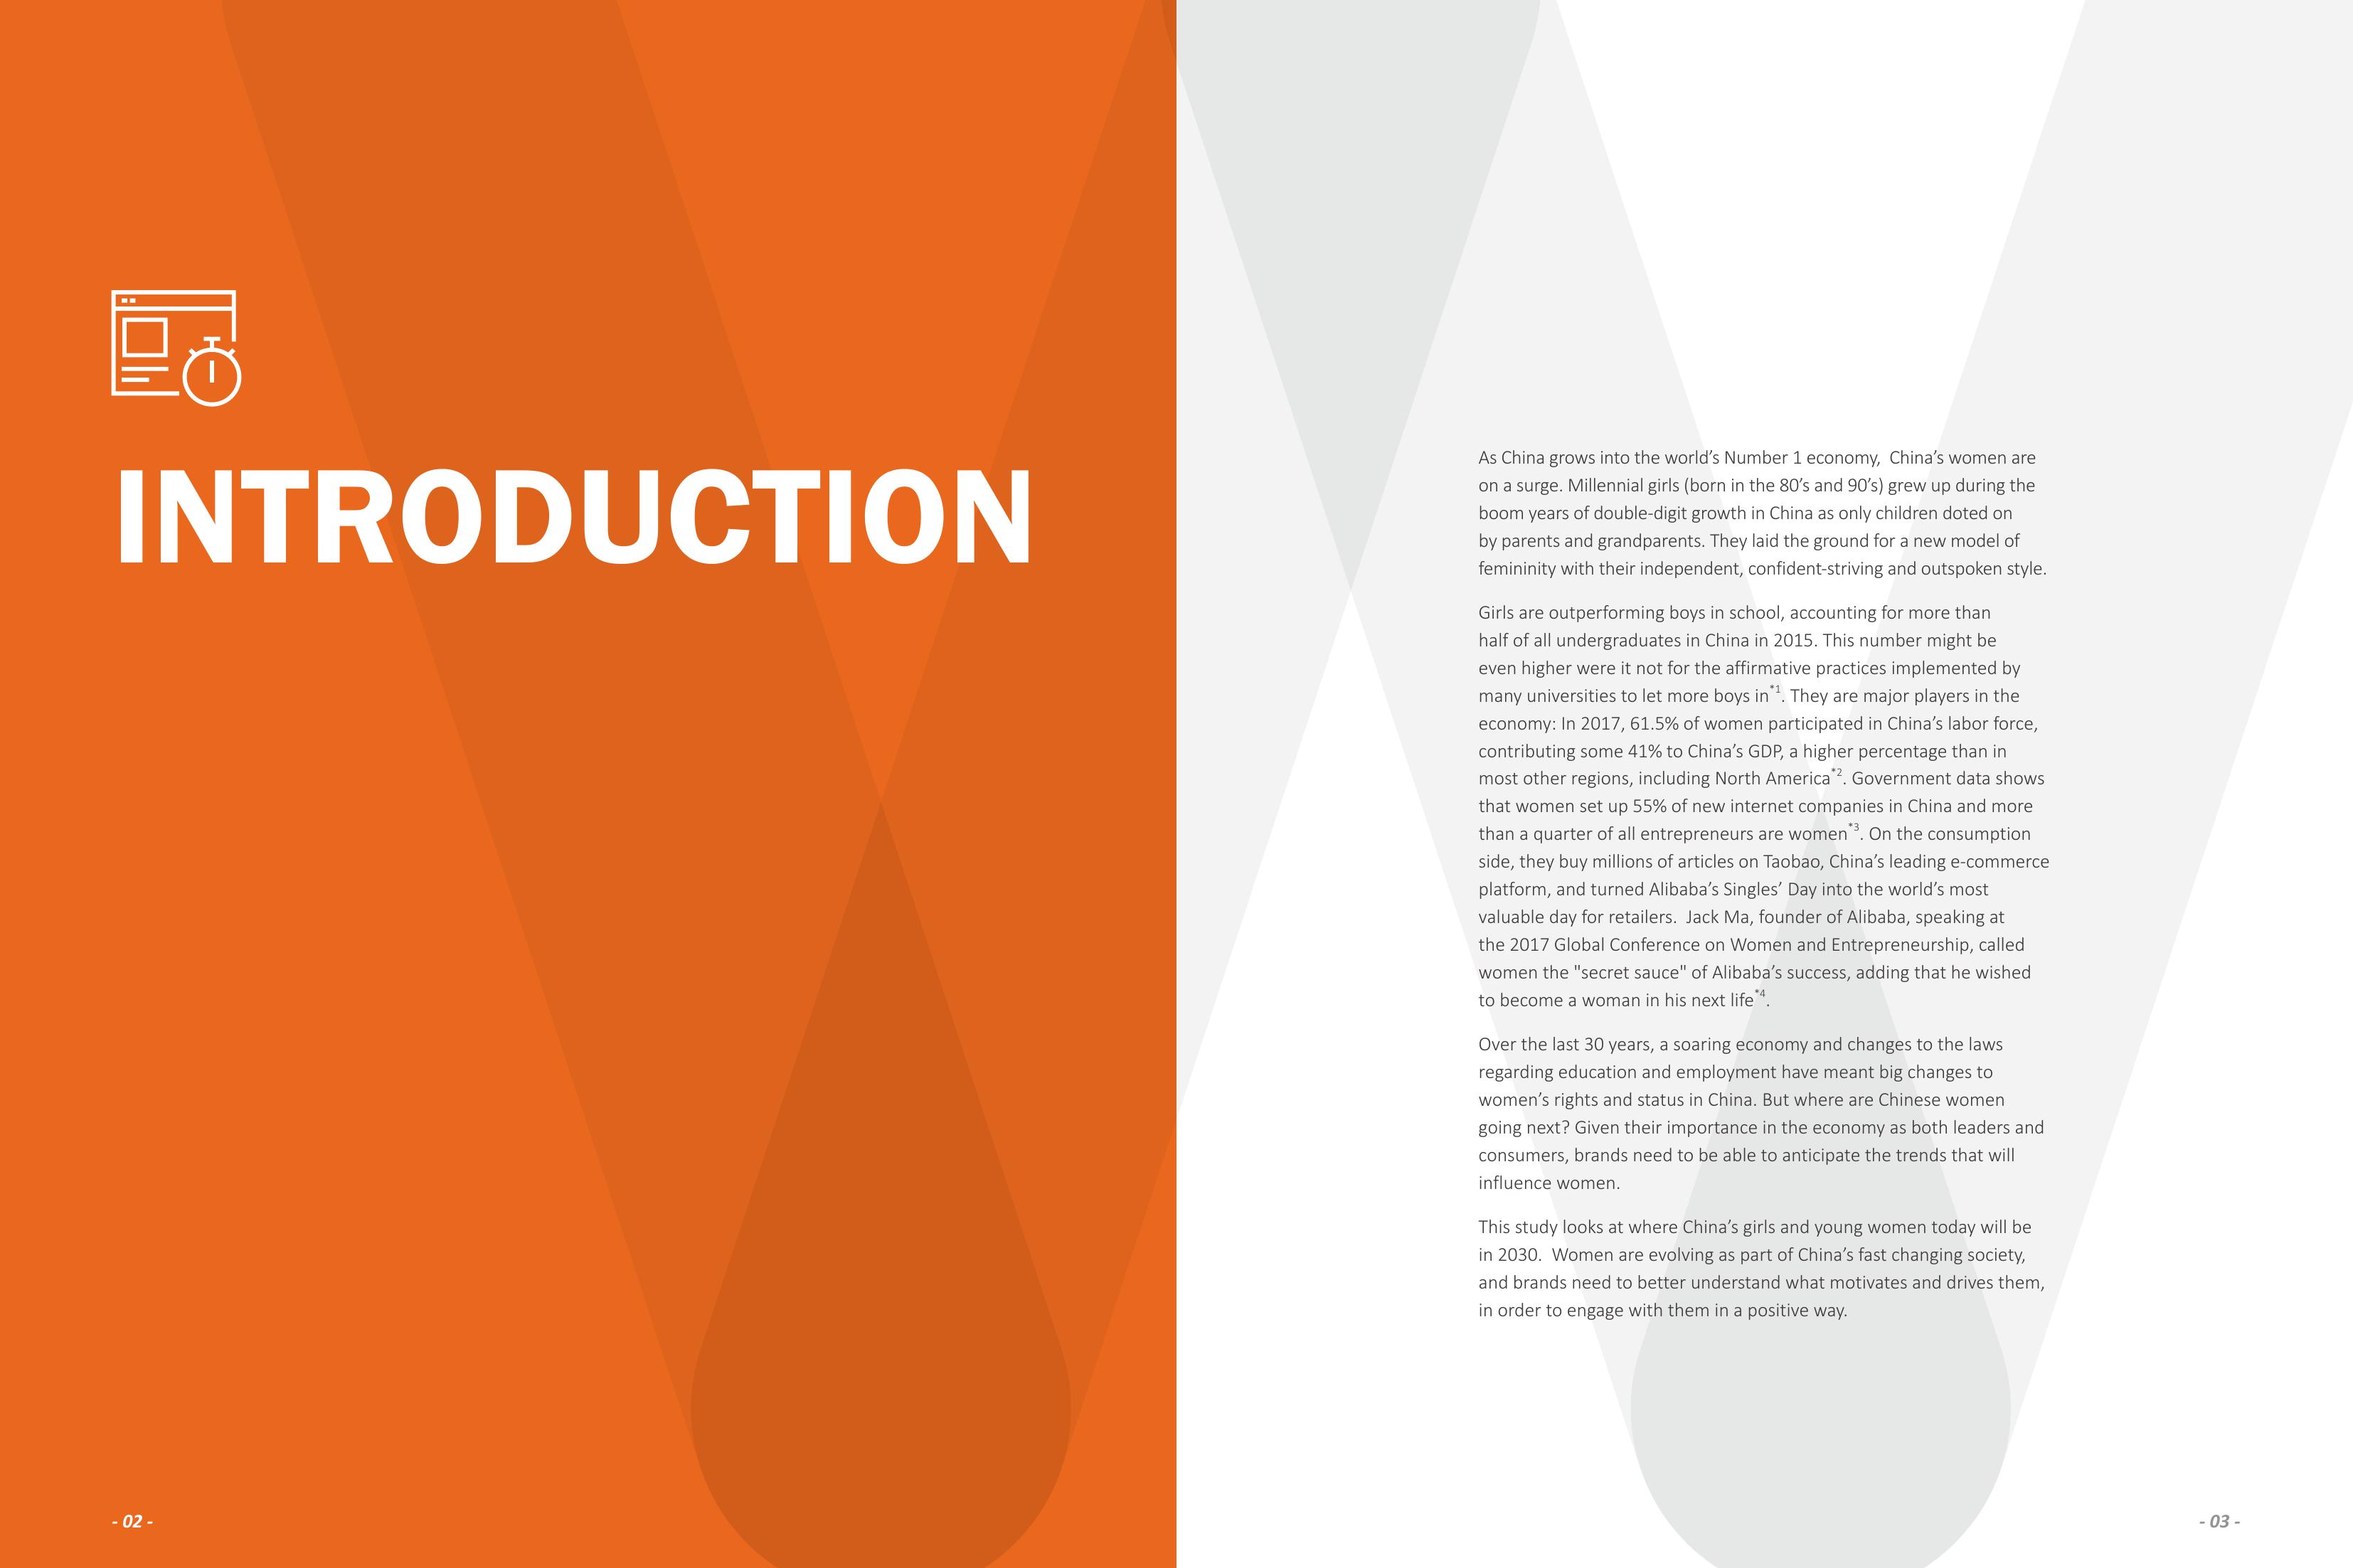 INTRODUCTION
As China grows into the world’s Number 1 economy,  China’s women are
on a surge. Millennial girls (born in the 80’s and 90’s) grew up during the
boom years of double-digit growth in China as only children doted on
by parents and grandparents. They laid the ground for a new model of
femininity with their independent, confident-striving and outspoken style.
Girls are outperforming boys in school, accounting for more than
half of all undergraduates in China in 2015. This number might be
even higher were it not for the affirmative practices implemented by
many universities to let more boys in*1. They are major players in the
economy: In 2017, 61.5% of women participated in China’s labor force,
contributing some 41% to China’s GDP, a higher percentage than in
most other regions, including North America*2. Government data shows
that women set up 55% of new internet companies in China and more
than a quarter of all entrepreneurs are women*3. On the consumption
side, they buy millions of articles on Taobao, China’s leading e-commerce
platform, and turned Alibaba’s Singles’ Day into the world’s most
valuable day for retailers.  Jack Ma, founder of Alibaba, speaking at
the 2017 Global Conference on Women and Entrepreneurship, called
women the "secret sauce" of Alibaba’s success, adding that he wished
to become a woman in his next life*4.
Over the last 30 years, a soaring economy and changes to the laws
regarding education and employment have meant big changes to
women’s rights and status in China. But where are Chinese women
going next? Given their importance in the economy as both leaders and
consumers, brands need to be able to anticipate the trends that will
influence women.
This study looks at where China’s girls and young women today will be
in 2030.  Women are evolving as part of China’s fast changing society,
and brands need to better understand what motivates and drives them,
in order to engage with them in a positive way.
- 02 -
- 03 -